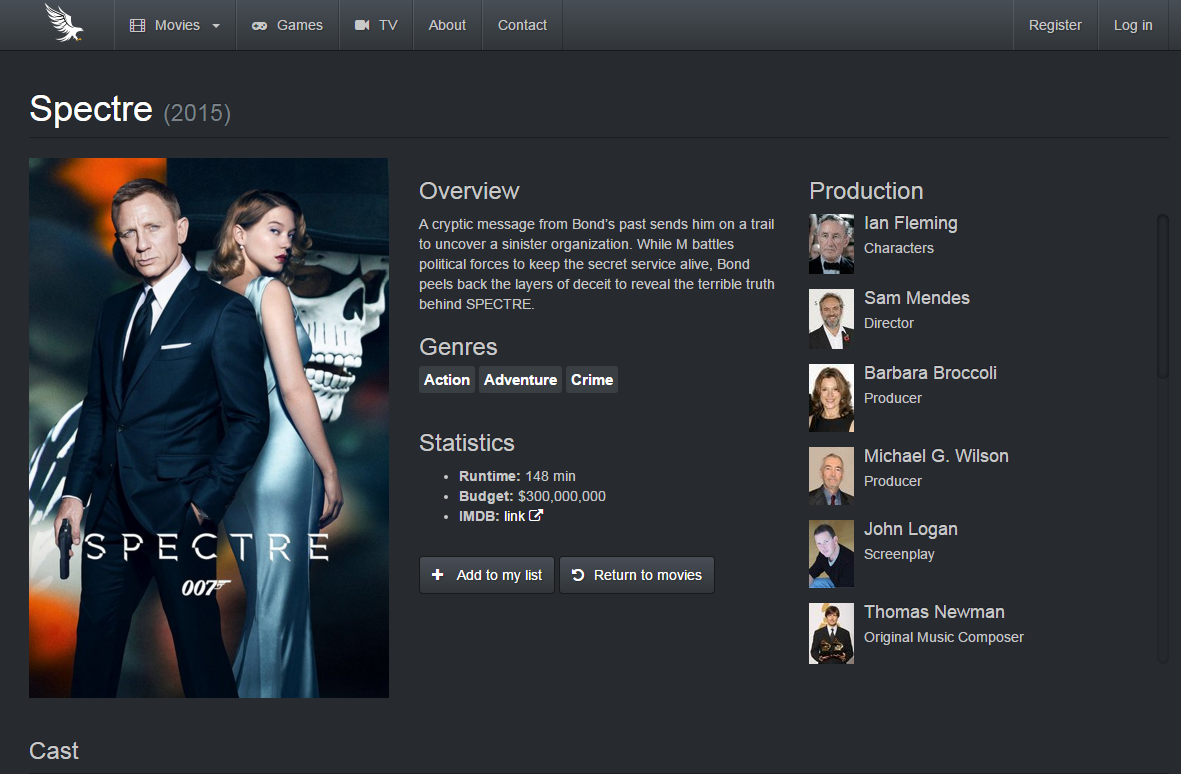 Movies Games TV About Contact Register Log in
Spectre (2015)
SPECTRE
007
Overview
A cryptic message from Bond’s past sends him on a trail
to uncover a sinister organization. While M battles
political forces to keep the secret service alive, Bond
peels back the layers of deceit to reveal the terrible truth
behind SPECTRE.
Genres
Action Adventure Crime
Statistics
Runtime: 148 min
Budget: $300,000,000
IMDB: link
Add to my list Return to movies
Production
Ian Fleming
Characters
Sam Mendes
Director
Barbara Broccoli
Producer
Michael G. Wilson
Producer
John Logan
Screenplay
Thomas Newman
Original Music Composer
Cast